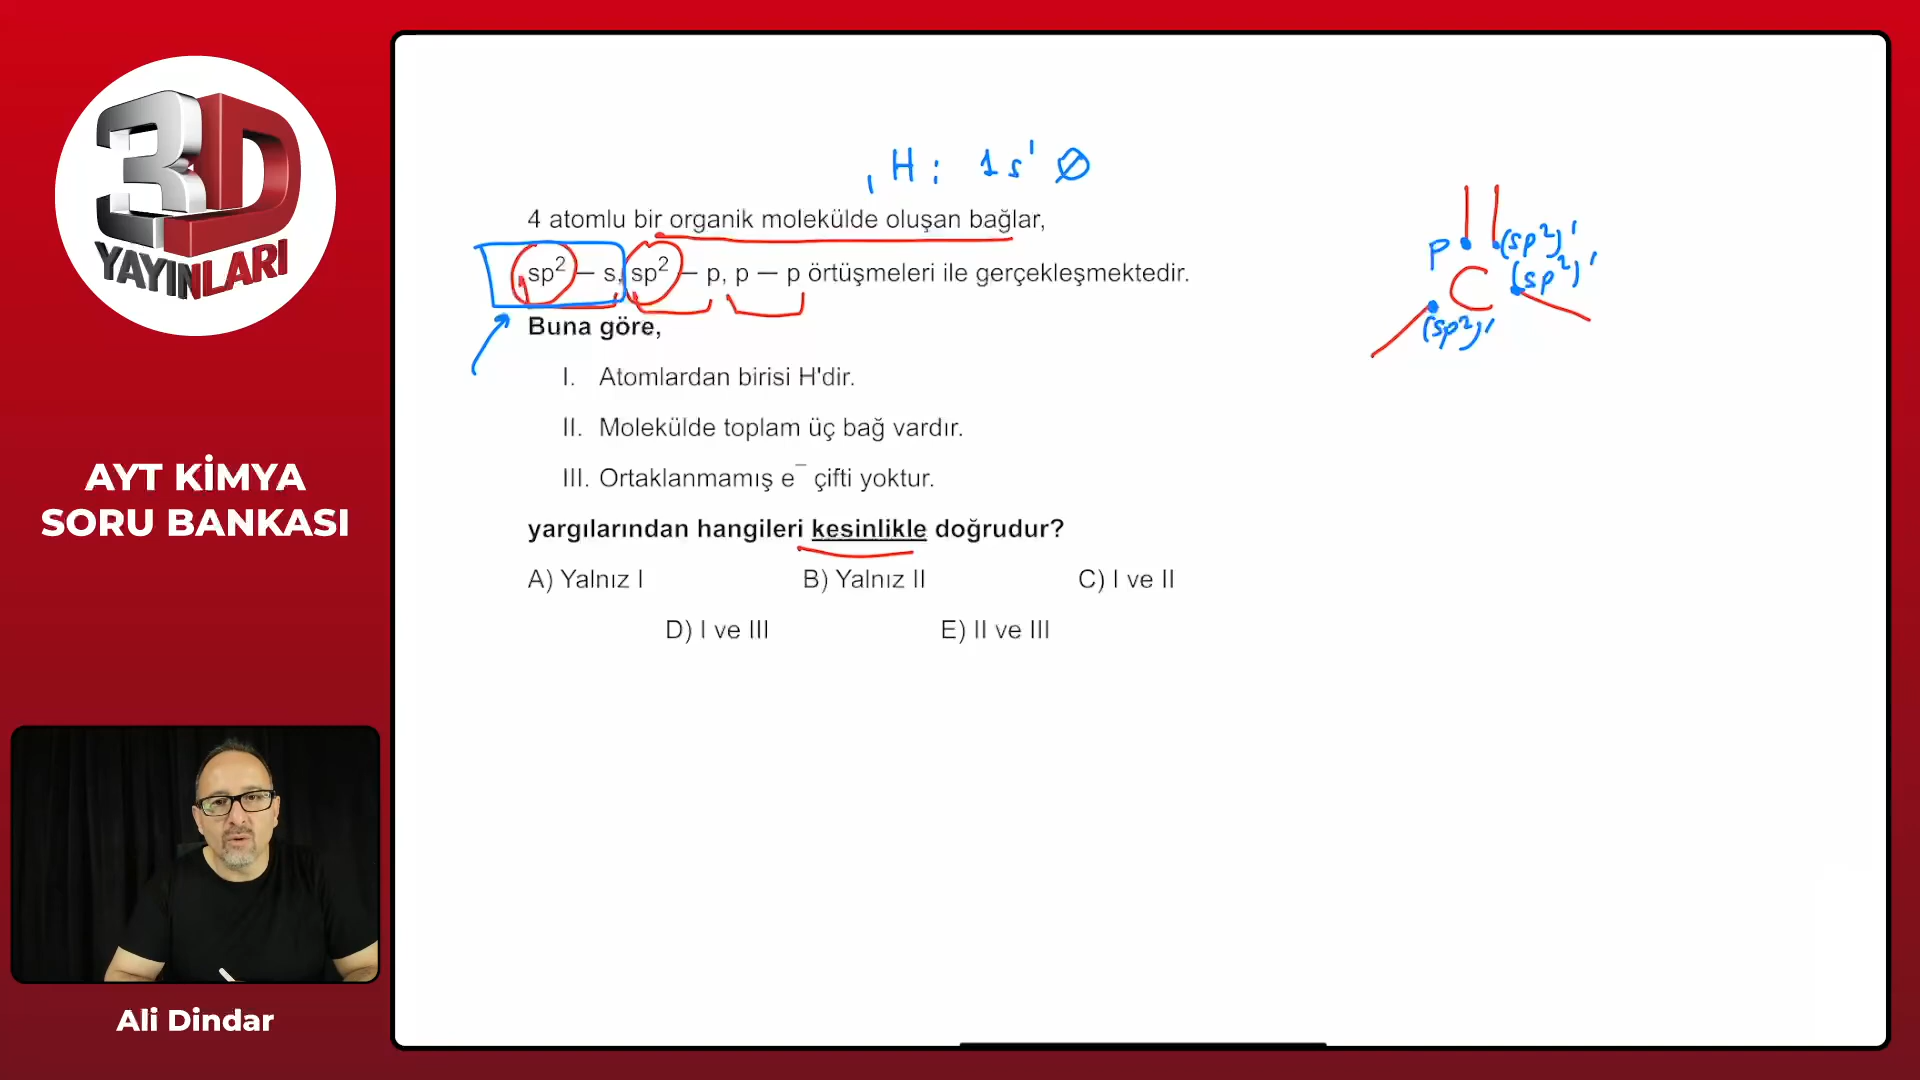 3D
YAYINLARI
AYT KİMYA
SORU BANKASI
Ali Dindar
₁H: 1s¹ ∅
4 atomlu bir organik molekülde oluşan bağlar,
sp² – s, sp² – p, p – p örtüşmeleri ile gerçekleşmektedir.
Buna göre,
I. Atomlardan birisi H'dir.
II. Molekülde toplam üç bağ vardır.
III. Ortaklanmamış e⁻ çifti yoktur.
yargılarından hangileri kesinlikle doğrudur?
A) Yalnız I B) Yalnız II C) I ve II
D) I ve III E) II ve III
p (sp²)¹
C (sp²)¹
(sp²)¹